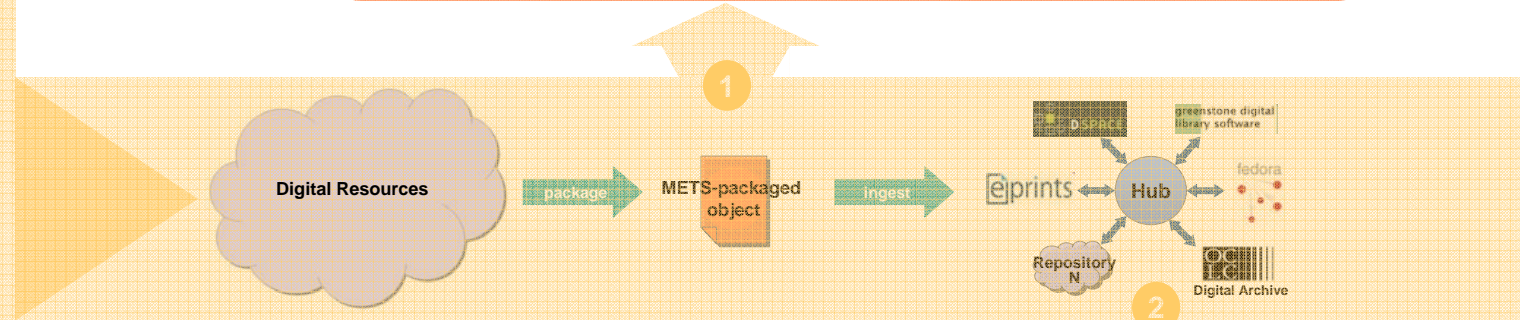 1
Digital Resources
package
METS-packaged
object
ingest
DSPACE
greenstone digital
library software
eprints
Hub
fedora
Repository
N
OCLC
Digital Archive
2